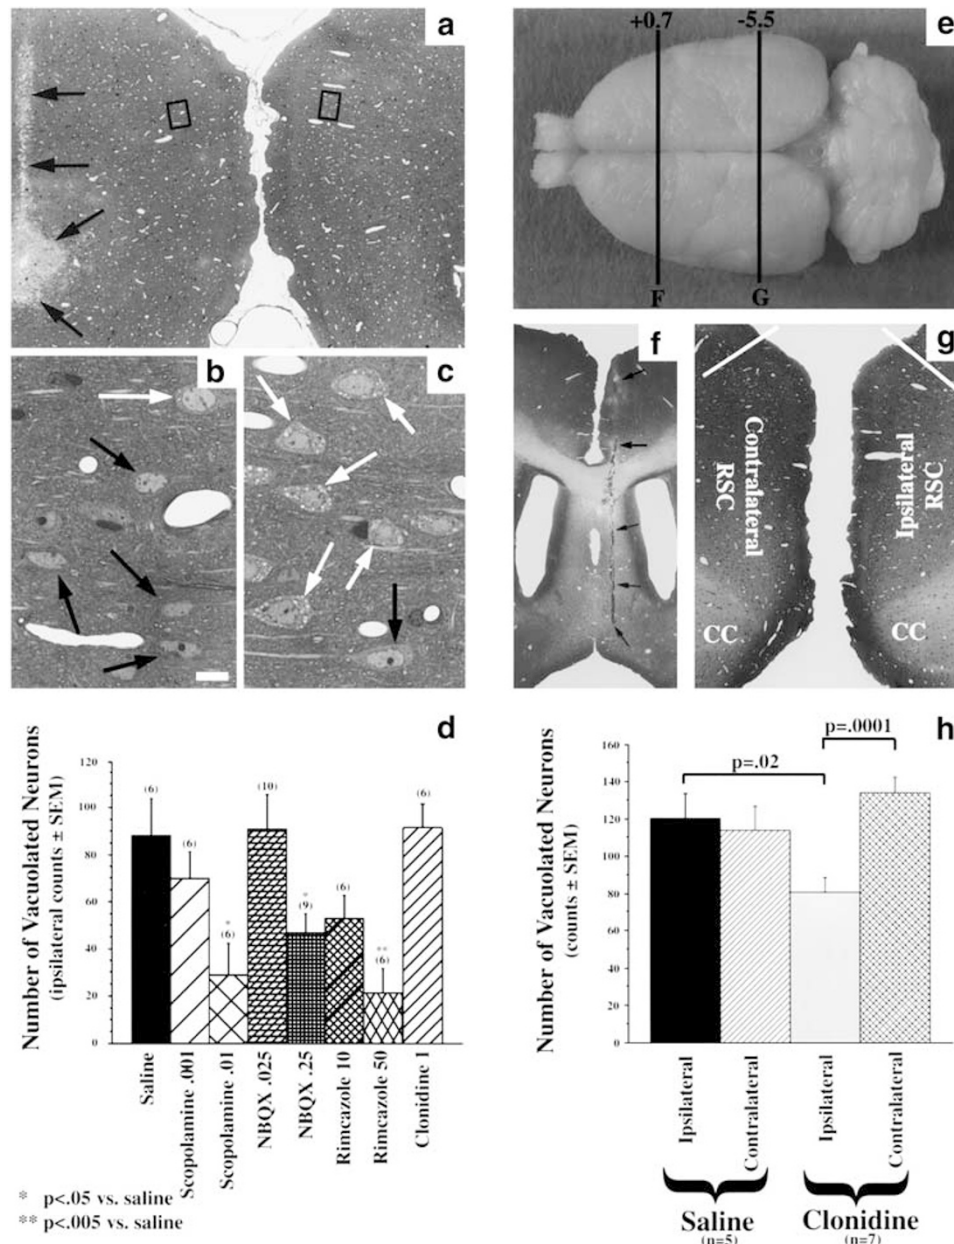 a
b
c
d
Number of Vacuolated Neurons
(ipsilateral counts ± SEM)
120
100
80
60
40
20
0
(6)
(6)
*
(6)
(10)
*
(9)
(6)
**
(6)
(6)
Saline
Scopolamine .001
Scopolamine .01
NBQX .025
NBQX .25
Rimcazole 10
Rimcazole 50
Clonidine 1
* p<.05 vs. saline
** p<.005 vs. saline
e
+0.7
-5.5
F
G
f
g
Contralateral
RSC
Ipsilateral
RSC
CC
CC
h
Number of Vacuolated Neurons
(counts ± SEM)
160
140
120
100
80
60
40
20
0
p=.02
p=.0001
Ipsilateral
Contralateral
Ipsilateral
Contralateral
Saline
(n=5)
Clonidine
(n=7)